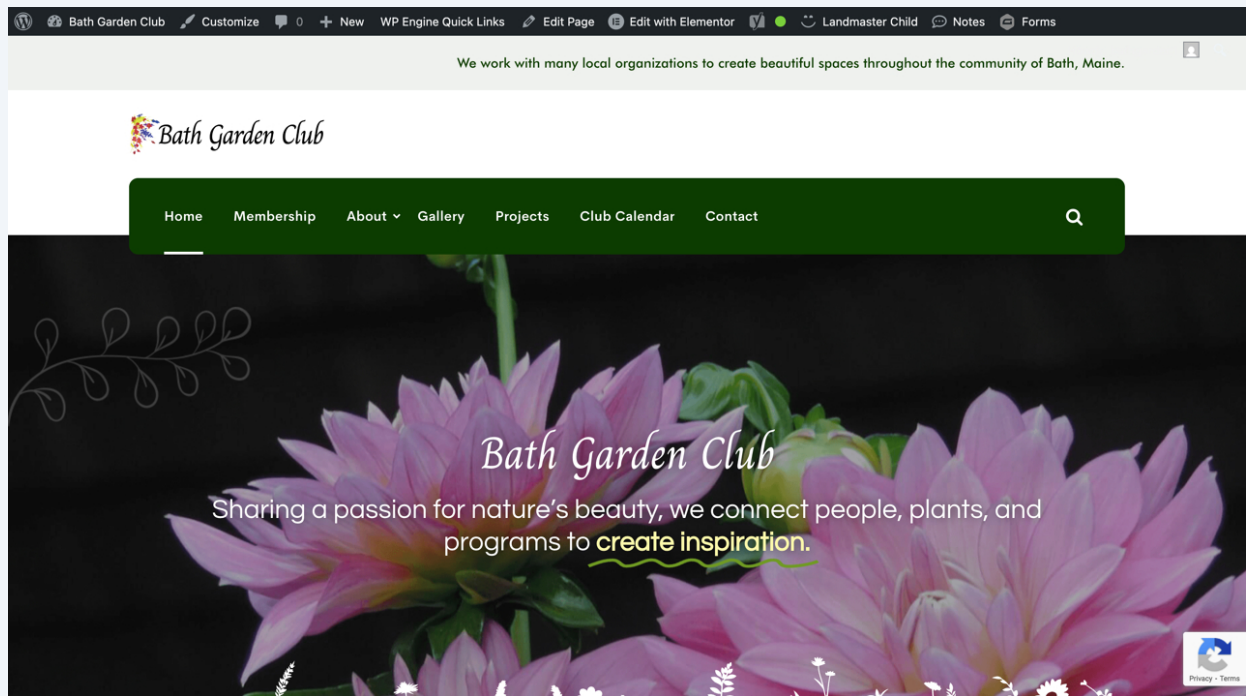 Bath Garden Club Customize 0 New WP Engine Quick Links Edit Page Edit with Elementor Landmaster Child Notes Forms
We work with many local organizations to create beautiful spaces throughout the community of Bath, Maine.
Bath Garden Club
Home Membership About Gallery Projects Club Calendar Contact
Bath Garden Club
Sharing a passion for nature's beauty, we connect people, plants, and
programs to create inspiration.
Privacy - Terms